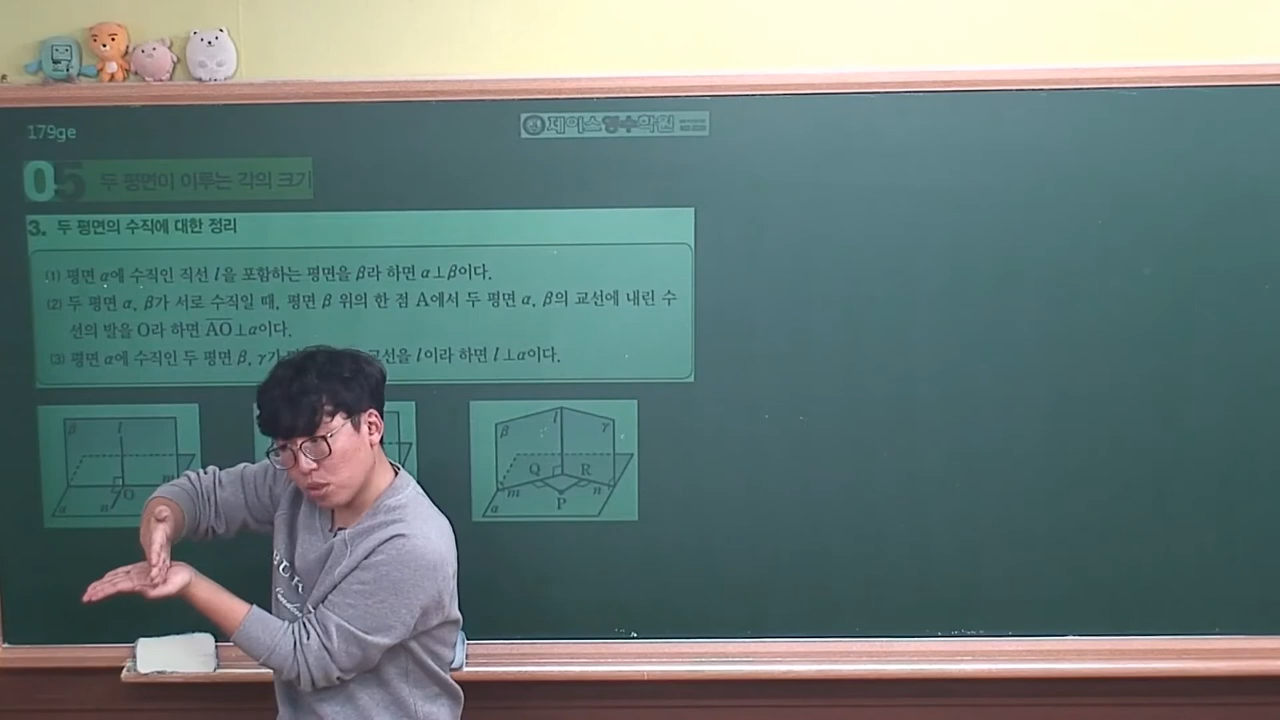 179ge
제이스영수학원
05 두 평면이 이루는 각의 크기
3. 두 평면의 수직에 대한 정리
(1) 평면 α에 수직인 직선 l을 포함하는 평면을 β라 하면 α⊥β이다.
(2) 두 평면 α, β가 서로 수직일 때, 평면 β 위의 한 점 A에서 두 평면 α, β의 교선에 내린 수
선의 발을 O라 하면 AO⊥α이다.
(3) 평면 α에 수직인 두 평면 β, γ가 교선을 l이라 하면 l⊥α이다.
β l
m
O
α n
β l γ
Q R
m n
α P